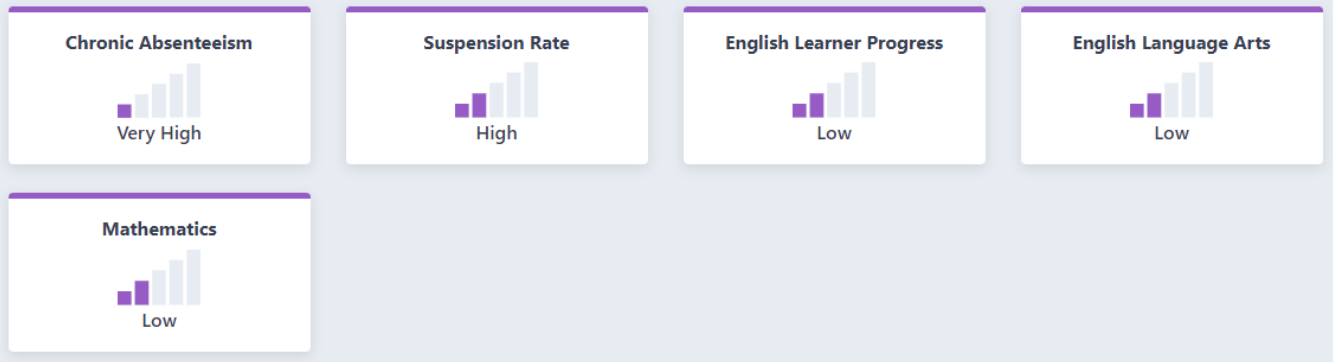 Chronic Absenteeism
Very High
Suspension Rate
High
English Learner Progress
Low
English Language Arts
Low
Mathematics
Low